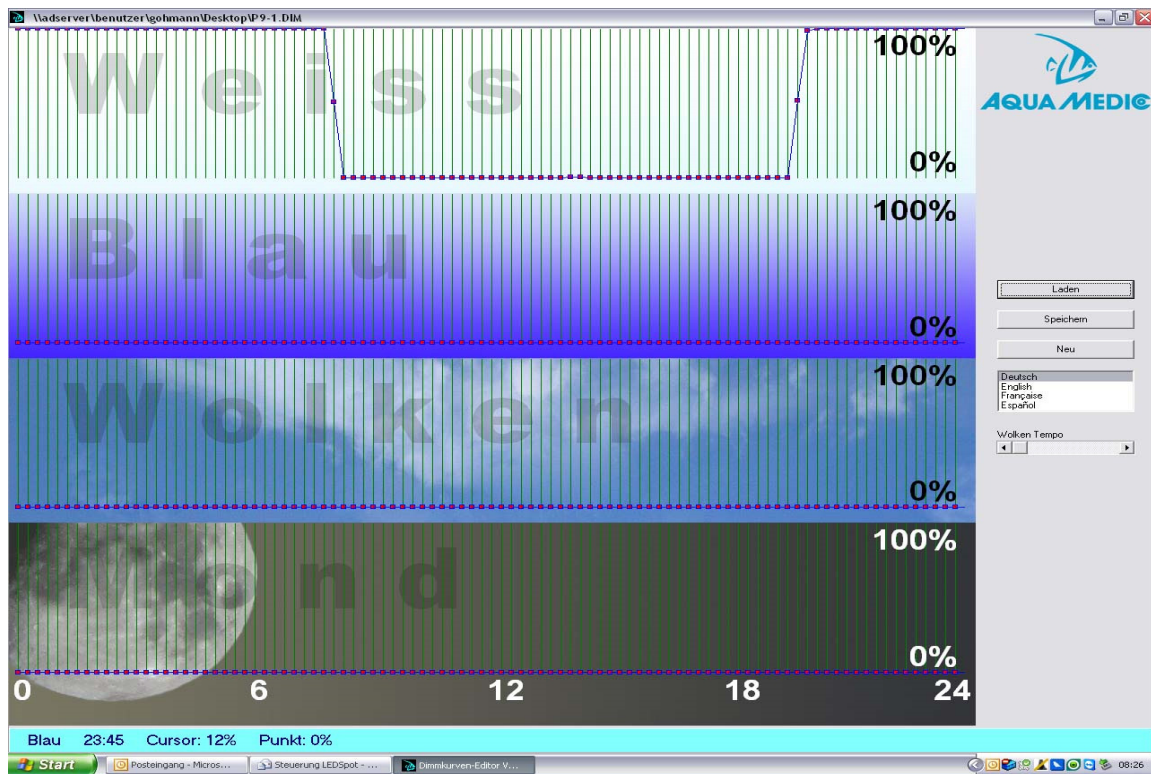 \\adserver\benutzer\gohmann\Desktop\P9-1.DIM
Weiss
100%
0%
AQUA MEDIC
Blau
100%
0%
Laden
Speichern
Neu
Wolken
100%
0%
Deutsch
English
Française
Español
Wolken Tempo
Mond
100%
0%
0 6 12 18 24
Blau 23:45 Cursor: 12% Punkt: 0%
Start Posteingang - Micros... Steuerung LEDSpot - ... Dimmkurven-Editor V... 08:26